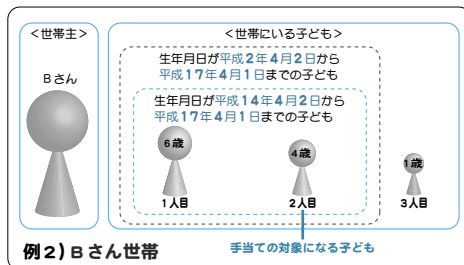 ＜世帯主＞
Bさん
＜世帯にいる子ども＞
生年月日が平成2年4月2日から
平成17年4月1日までの子ども
生年月日が平成14年4月2日から
平成17年4月1日までの子ども
6歳
4歳
1歳
1人目
2人目
3人目
例2）Bさん世帯
手当ての対象になる子ども